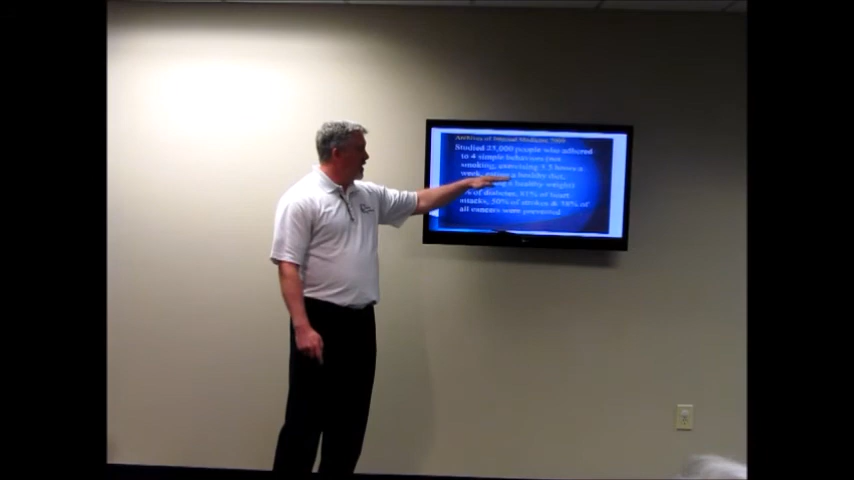 Archives of Internal Medicine 2009
Studied 23,000 people who adhered
to 4 simple behaviors (not
smoking, exercising 3.5 hours a
week, eating a healthy diet,
healthy weight)
of diabetes, 81% of heart
attacks, 50% of strokes &
all cancers were prevented